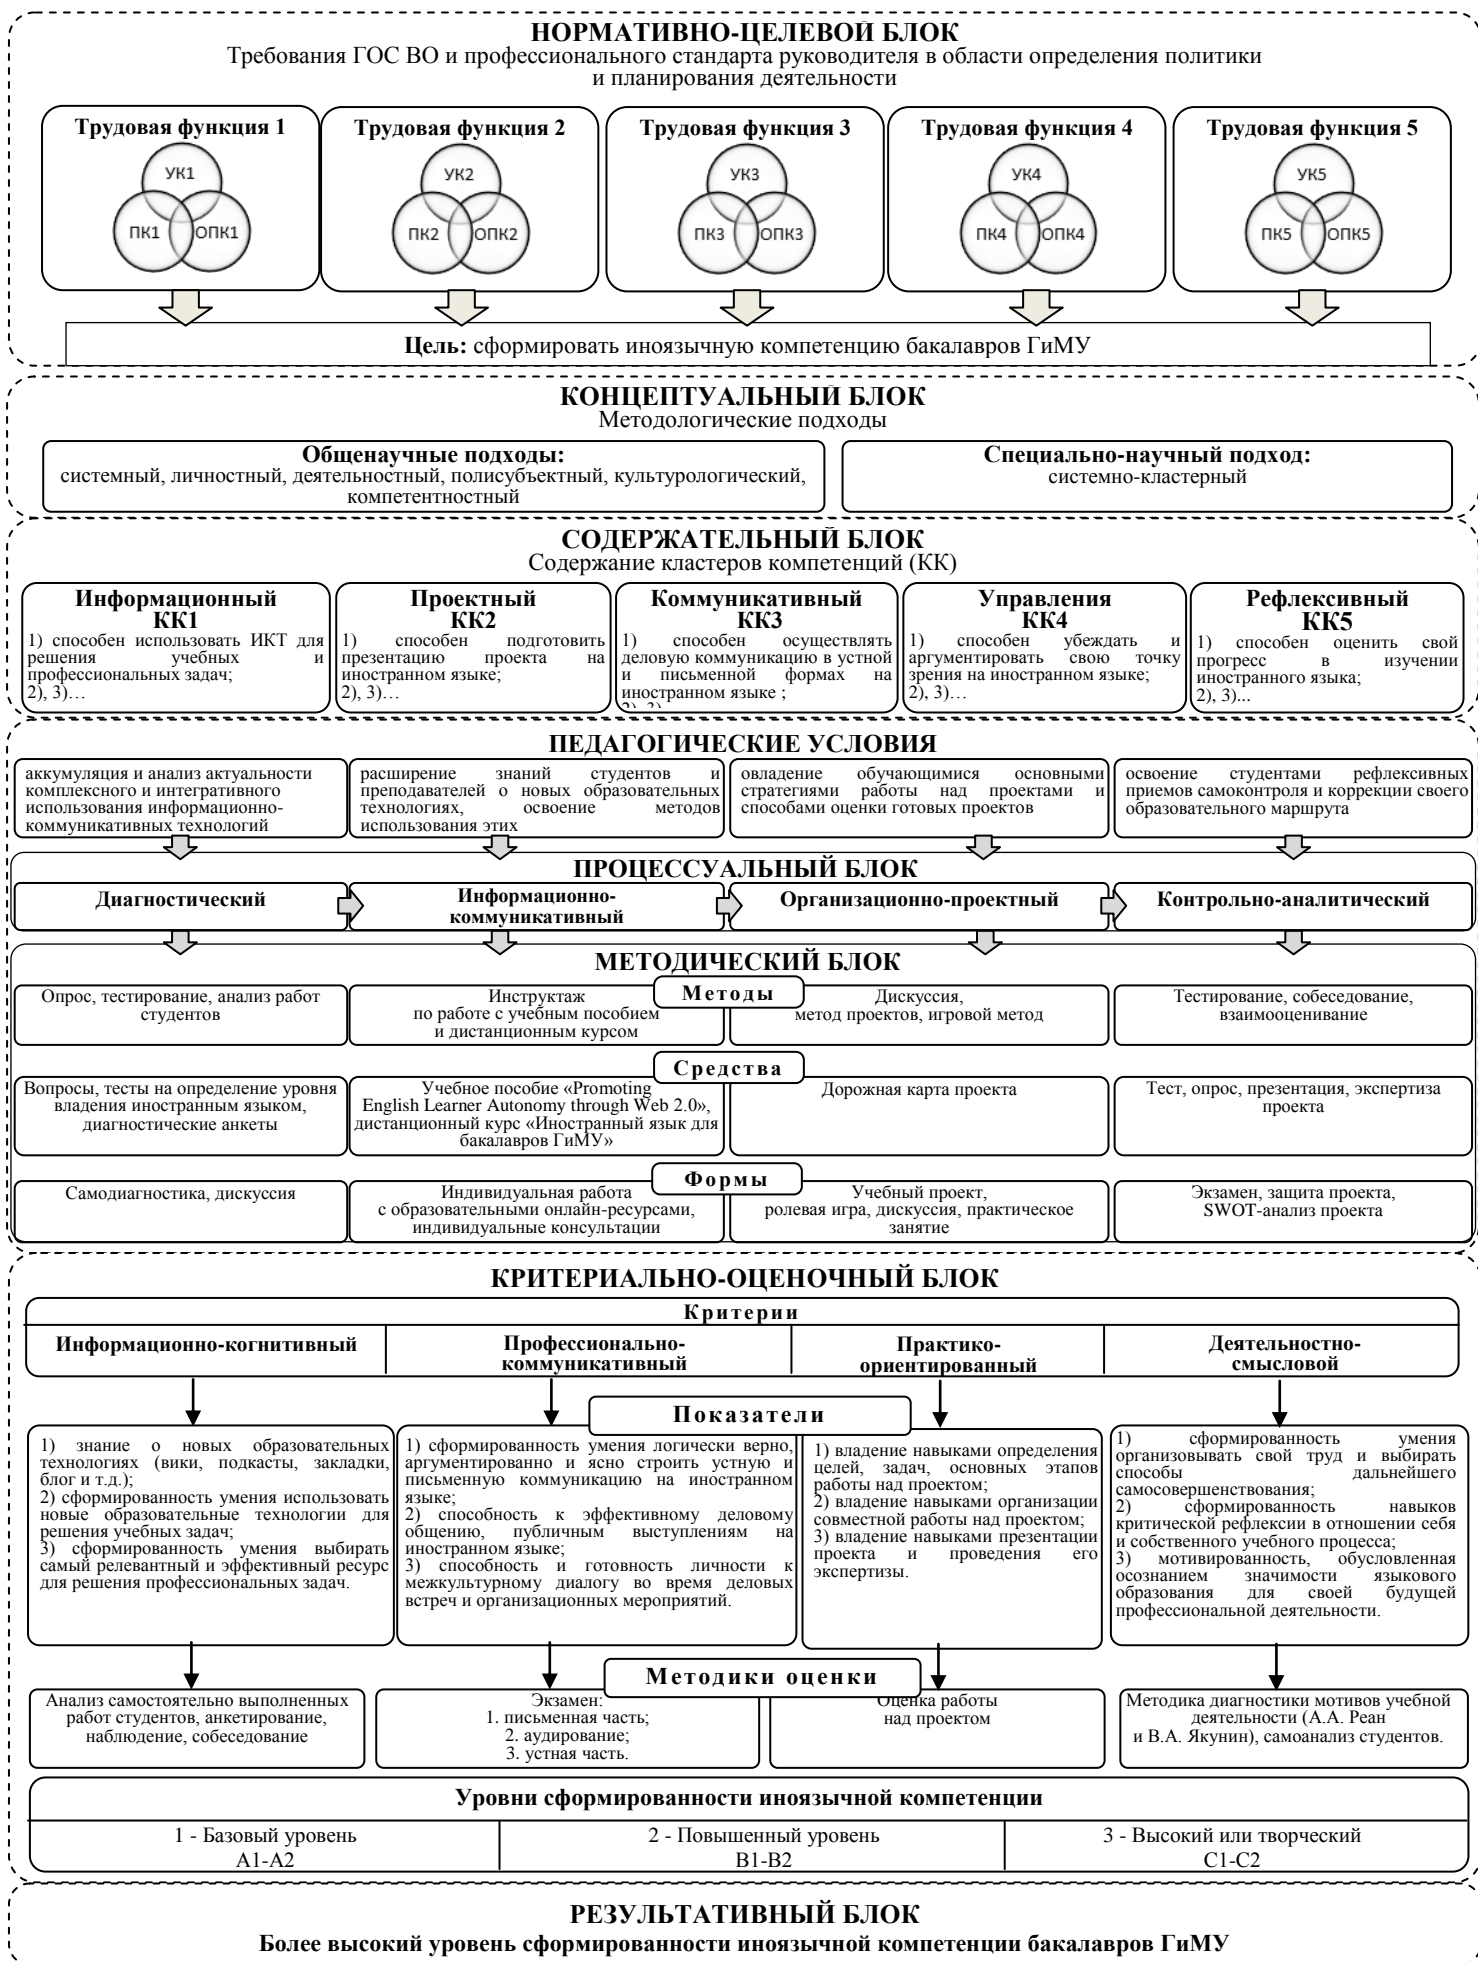 НОРМАТИВНО-ЦЕЛЕВОЙ БЛОК
Требования ГОС ВО и профессионального стандарта руководителя в области определения политики
и планирования деятельности
Трудовая функция 1
УК1
ПК1
ОПК1
Трудовая функция 2
УК2
ПК2
ОПК2
Трудовая функция 3
УК3
ПК3
ОПК3
Трудовая функция 4
УК4
ПК4
ОПК4
Трудовая функция 5
УК5
ПК5
ОПК5
Цель: сформировать иноязычную компетенцию бакалавров ГиМУ
КОНЦЕПТУАЛЬНЫЙ БЛОК
Методологические подходы
Общенаучные подходы:
системный, личностный, деятельностный, полисубъектный, культурологический,
компетентностный
Специально-научный подход:
системно-кластерный
СОДЕРЖАТЕЛЬНЫЙ БЛОК
Содержание кластеров компетенций (КК)
Информационный
КК1
1) способен использовать ИКТ для
решения учебных и
профессиональных задач;
2), 3)…
Проектный
КК2
1) способен подготовить
презентацию проекта на
иностранном языке;
2), 3)…
Коммуникативный
КК3
1) способен осуществлять
деловую коммуникацию в устной
и письменной формах на
иностранном языке ;
2), 3)
Управления
КК4
1) способен убеждать и
аргументировать свою точку
зрения на иностранном языке;
2), 3)…
Рефлексивный
КК5
1) способен оценить свой
прогресс в изучении
иностранного языка;
2), 3)...
ПЕДАГОГИЧЕСКИЕ УСЛОВИЯ
аккумуляция и анализ актуальности
комплексного и интегративного
использования информационно-
коммуникативных технологий
расширение знаний студентов и
преподавателей о новых образовательных
технологиях, освоение методов
использования этих
овладение обучающимися основными
стратегиями работы над проектами и
способами оценки готовых проектов
освоение студентами рефлексивных
приемов самоконтроля и коррекции своего
образовательного маршрута
ПРОЦЕССУАЛЬНЫЙ БЛОК
Диагностический
Информационно-
коммуникативный
Организационно-проектный
Контрольно-аналитический
МЕТОДИЧЕСКИЙ БЛОК
Методы
Опрос, тестирование, анализ работ
студентов
Инструктаж
по работе с учебным пособием
и дистанционным курсом
Дискуссия,
метод проектов, игровой метод
Тестирование, собеседование,
взаимооценивание
Средства
Вопросы, тесты на определение уровня
владения иностранным языком,
диагностические анкеты
Учебное пособие «Promoting
English Learner Autonomy through Web 2.0»,
дистанционный курс «Иностранный язык для
бакалавров ГиМУ»
Дорожная карта проекта
Тест, опрос, презентация, экспертиза
проекта
Формы
Самодиагностика, дискуссия
Индивидуальная работа
с образовательными онлайн-ресурсами,
индивидуальные консультации
Учебный проект,
ролевая игра, дискуссия, практическое
занятие
Экзамен, защита проекта,
SWOT-анализ проекта
КРИТЕРИАЛЬНО-ОЦЕНОЧНЫЙ БЛОК
Критерии
Информационно-когнитивный
Профессионально-
коммуникативный
Практико-
ориентированный
Деятельностно-
смысловой
Показатели
1) знание о новых образовательных
технологиях (вики, подкасты, закладки,
блог и т.д.);
2) сформированность умения использовать
новые образовательные технологии для
решения учебных задач;
3) сформированность умения выбирать
самый релевантный и эффективный ресурс
для решения профессиональных задач.
1) сформированность умения логически верно,
аргументированно и ясно строить устную и
письменную коммуникацию на иностранном
языке;
2) способность к эффективному деловому
общению, публичным выступлениям на
иностранном языке;
3) способность и готовность личности к
межкультурному диалогу во время деловых
встреч и организационных мероприятий.
1) владение навыками определения
целей, задач, основных этапов
работы над проектом;
2) владение навыками организации
совместной работы над проектом;
3) владение навыками презентации
проекта и проведения его
экспертизы.
1) сформированность умения
организовывать свой труд и выбирать
способы дальнейшего
самосовершенствования;
2) сформированность навыков
критической рефлексии в отношении себя
и собственного учебного процесса;
3) мотивированность, обусловленная
осознанием значимости языкового
образования для своей будущей
профессиональной деятельности.
Методики оценки
Анализ самостоятельно выполненных
работ студентов, анкетирование,
наблюдение, собеседование
Экзамен:
1. письменная часть;
2. аудирование;
3. устная часть.
Оценка работы
над проектом
Методика диагностики мотивов учебной
деятельности (А.А. Реан
и В.А. Якунин), самоанализ студентов.
Уровни сформированности иноязычной компетенции
1 - Базовый уровень
А1-А2
2 - Повышенный уровень
В1-В2
3 - Высокий или творческий
С1-С2
РЕЗУЛЬТАТИВНЫЙ БЛОК
Более высокий уровень сформированности иноязычной компетенции бакалавров ГиМУ